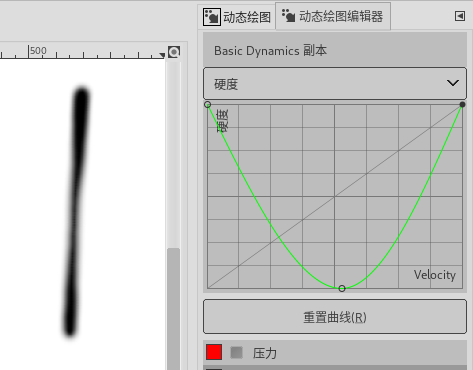 动态绘图
动态绘图编辑器
500
Basic Dynamics 副本
硬度
硬度
Velocity
重置曲线(R)
压力